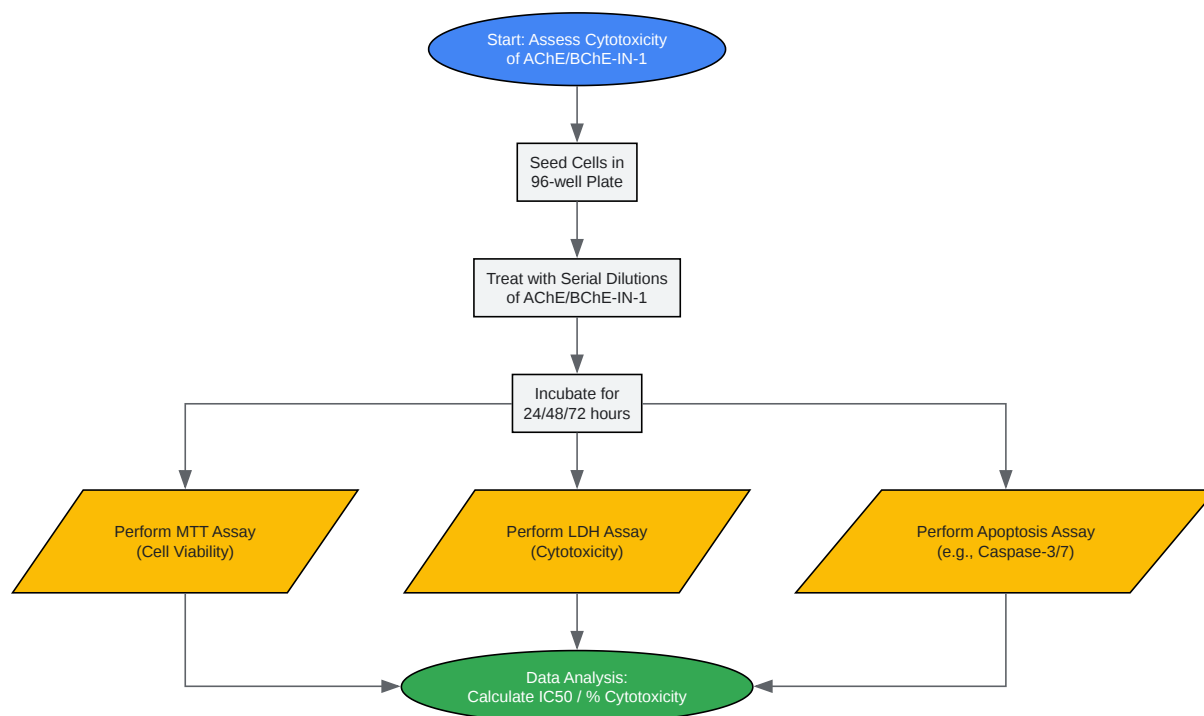 Start: Assess Cytotoxicity
of AChE/BChE-IN-1
Seed Cells in
96-well Plate
Treat with Serial Dilutions
of AChE/BChE-IN-1
Incubate for
24/48/72 hours
Perform MTT Assay
(Cell Viability)
Perform LDH Assay
(Cytotoxicity)
Perform Apoptosis Assay
(e.g., Caspase-3/7)
Data Analysis:
Calculate IC50 / % Cytotoxicity